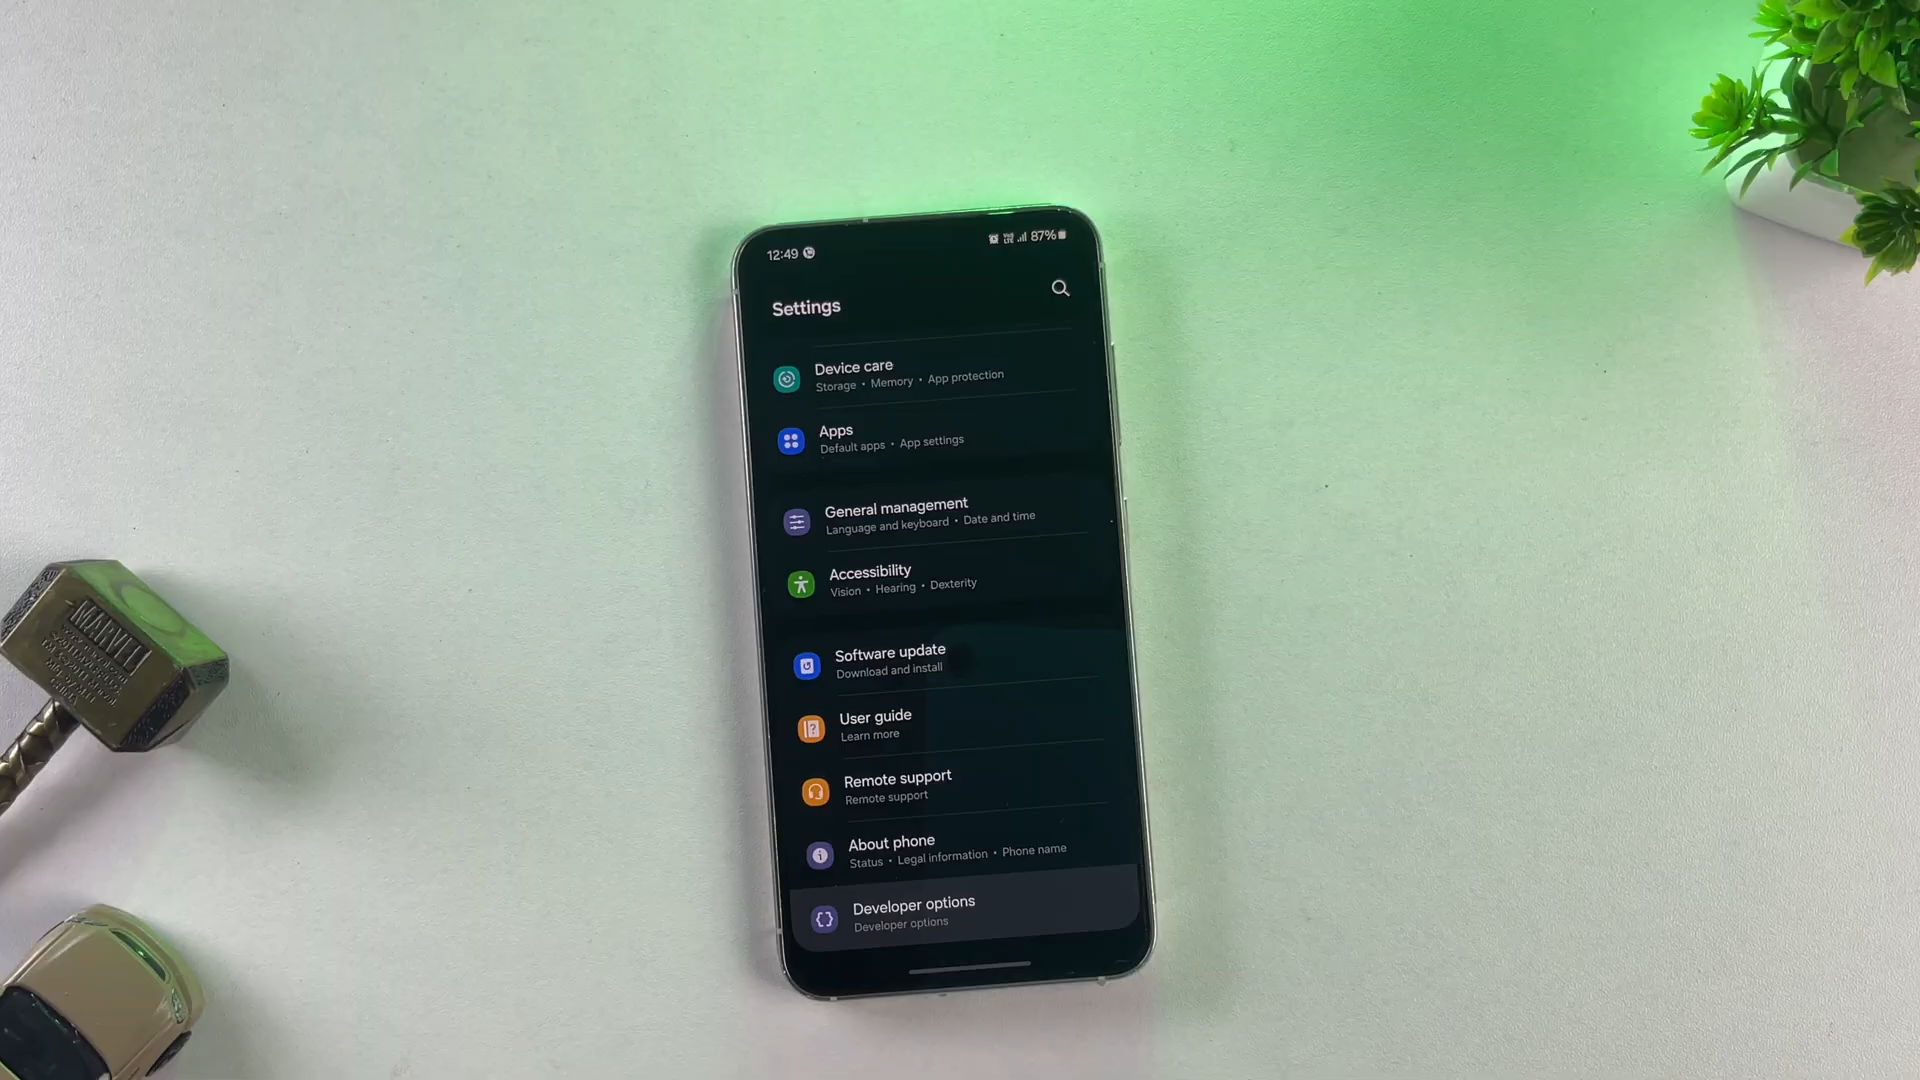 12:49
87%
Settings
Device care
Storage • Memory • App protection
Apps
Default apps • App settings
General management
Language and keyboard • Date and time
Accessibility
Vision • Hearing • Dexterity
Software update
Download and install
User guide
Learn more
Remote support
Remote support
About phone
Status • Legal information • Phone name
Developer options
Developer options
MARVEL